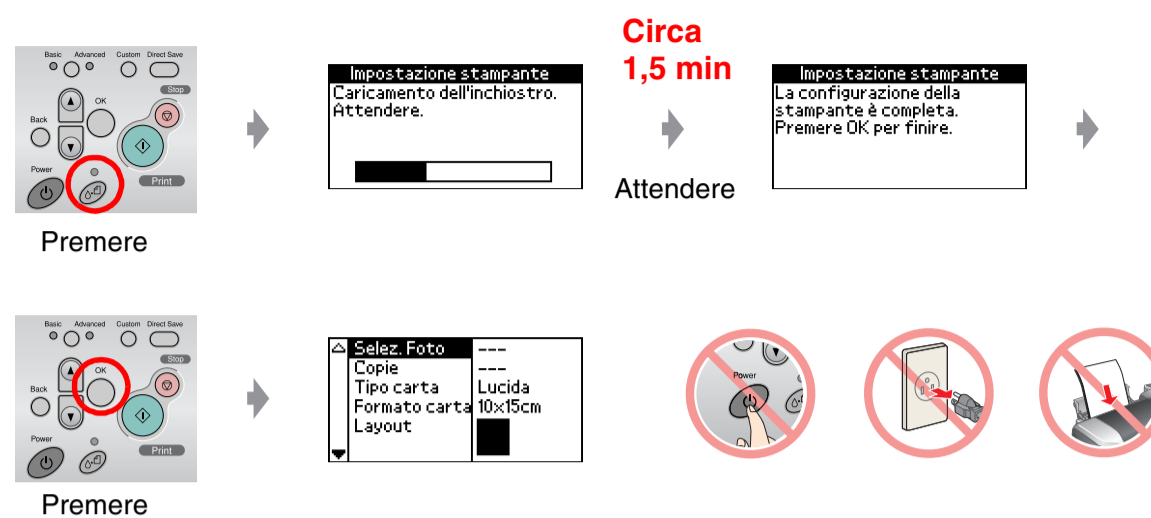 Basic Advanced Custom Direct Save
Stop
OK
Back
Power
Print
Premere
Impostazione stampante
Caricamento dell'inchiostro.
Attendere.
Circa
1,5 min
Attendere
Impostazione stampante
La configurazione della
stampante è completa.
Premere OK per finire.
Basic Advanced Custom Direct Save
Stop
OK
Back
Power
Print
Premere
Selez. Foto ---
Copie ---
Tipo carta Lucida
Formato carta 10×15cm
Layout
Power